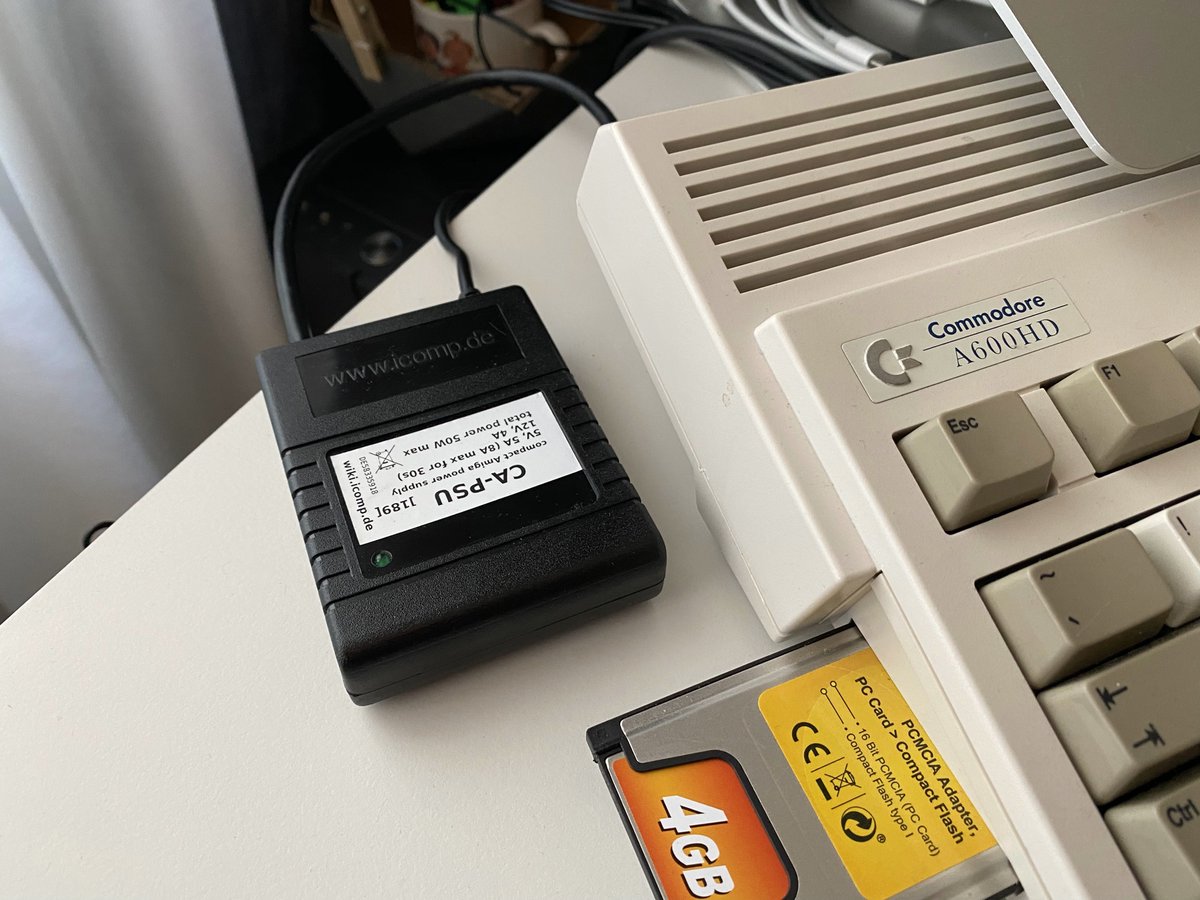 www.icomp.de
CA-PSU ]189[
compact Amiga power supply
5V, 5A (8A max for 30s)
12V, 4A
total power 50W max
DE58335918
wiki.icomp.de
Commodore
A600HD
Esc
F1
~
!
Ctrl
PCMCIA Adapter,
PC Card > Compact Flash
• 16 Bit PCMCIA (PC Card)
• Compact Flash type I
CE
®
4GB